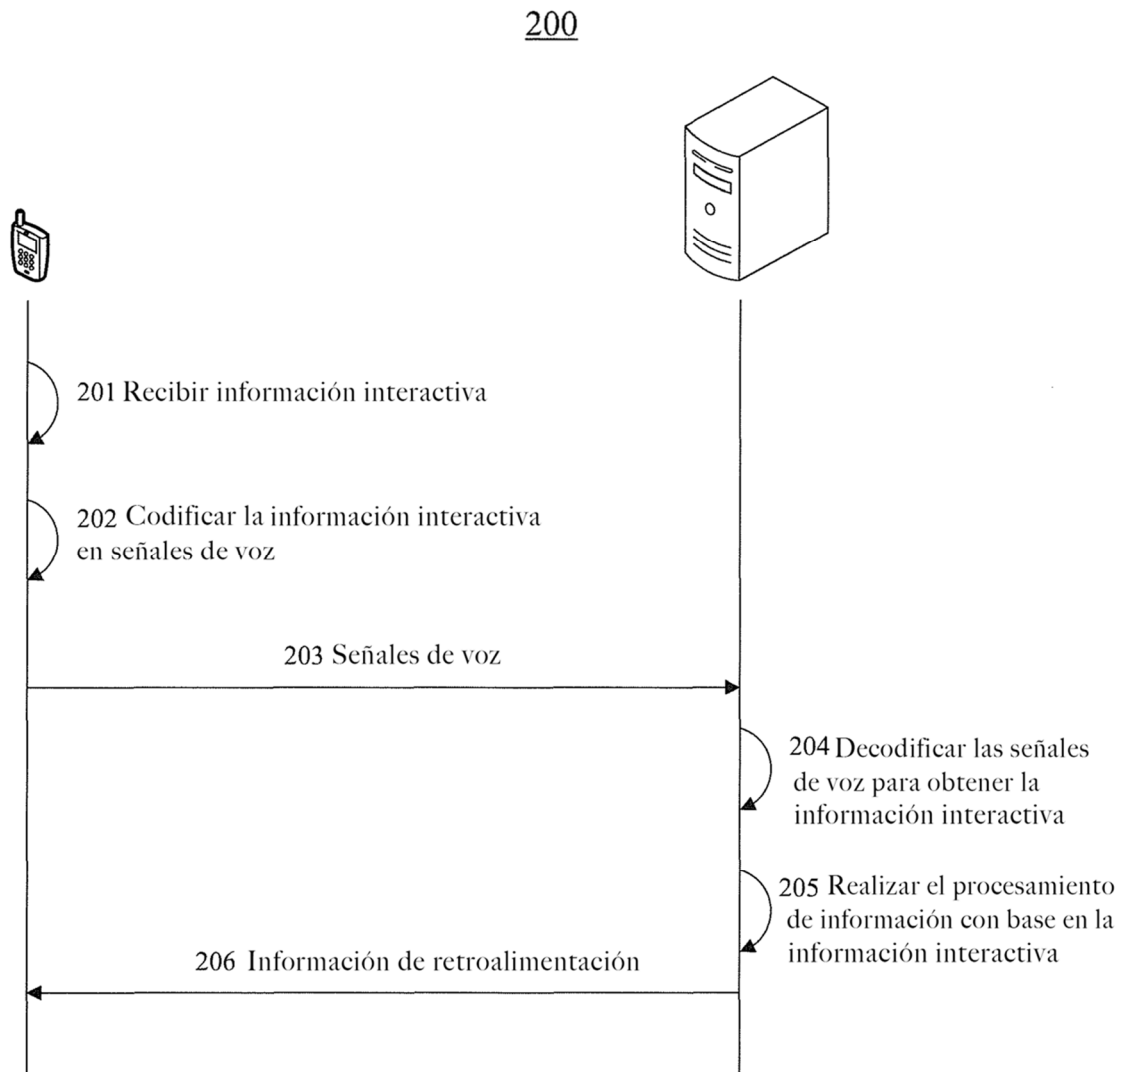 200
201 Recibir información interactiva
202 Codificar la información interactiva
en señales de voz
203 Señales de voz
204 Decodificar las señales
de voz para obtener la
información interactiva
205 Realizar el procesamiento
de información con base en la
información interactiva
206 Información de retroalimentación